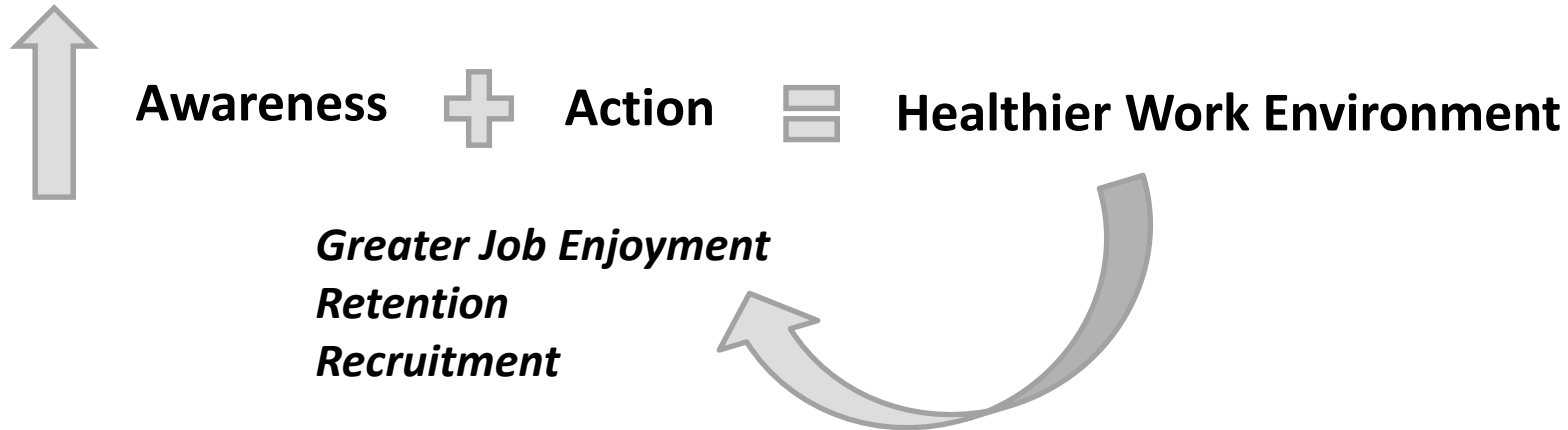 Awareness + Action = Healthier Work Environment
Greater Job Enjoyment
Retention
Recruitment